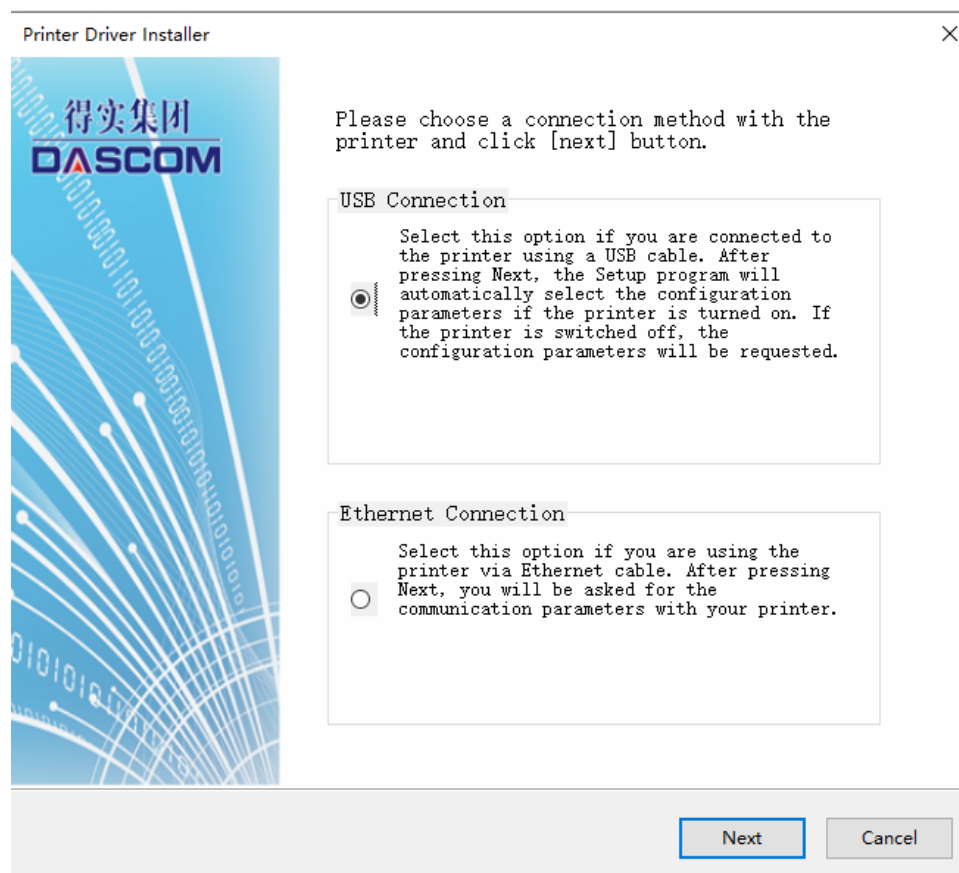 Printer Driver Installer
得实集团
DASCOM
Please choose a connection method with the
printer and click [next] button.
USB Connection
Select this option if you are connected to
the printer using a USB cable. After
pressing Next, the Setup program will
automatically select the configuration
parameters if the printer is turned on. If
the printer is switched off, the
configuration parameters will be requested.
Ethernet Connection
Select this option if you are using the
printer via Ethernet cable. After pressing
Next, you will be asked for the
communication parameters with your printer.
Next
Cancel